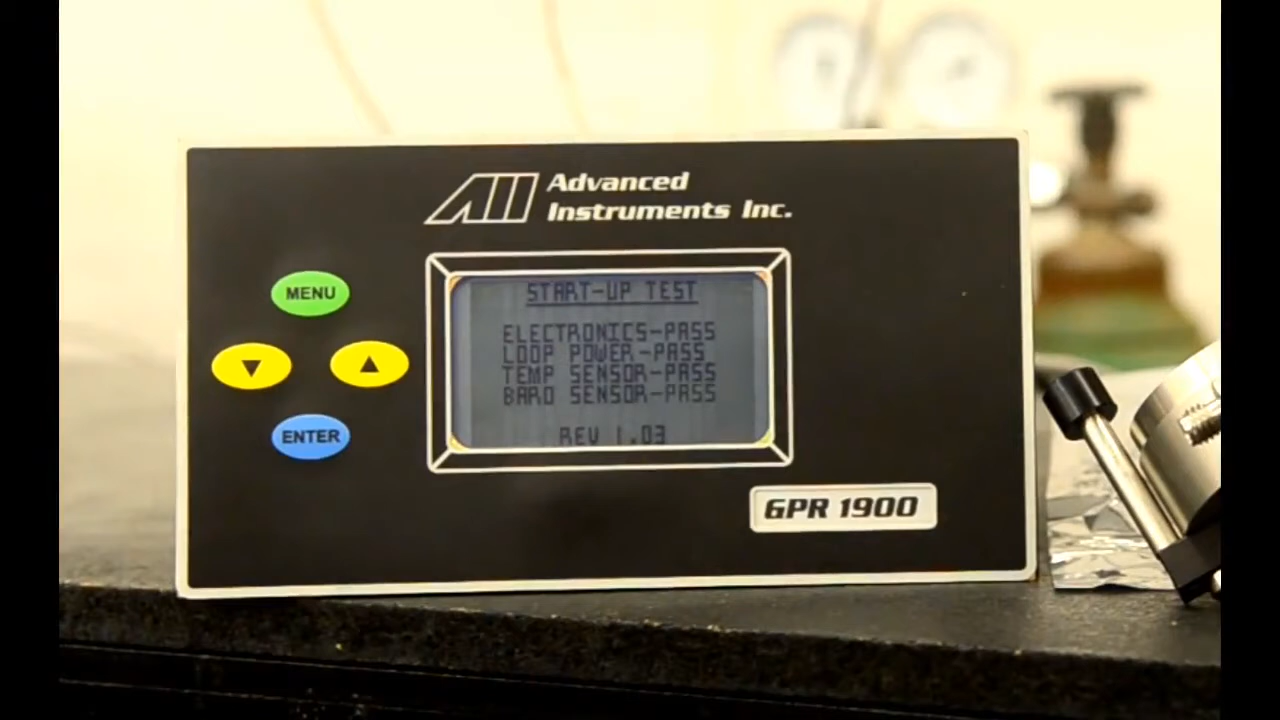 Advanced
Instruments Inc.
MENU
ENTER
START-UP TEST
ELECTRONICS-PASS
LOOP POWER-PASS
TEMP SENSOR-PASS
BARO SENSOR-PASS
REV 1.03
GPR 1900